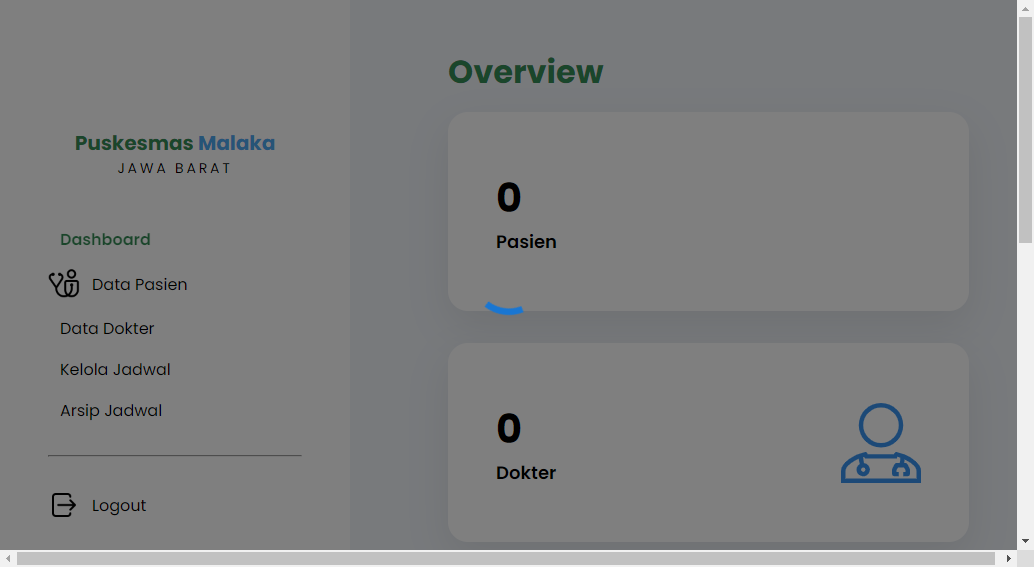 Puskesmas Malaka
JAWA BARAT
Dashboard
Data Pasien
Data Dokter
Kelola Jadwal
Arsip Jadwal
Logout
Overview
0
Pasien
0
Dokter